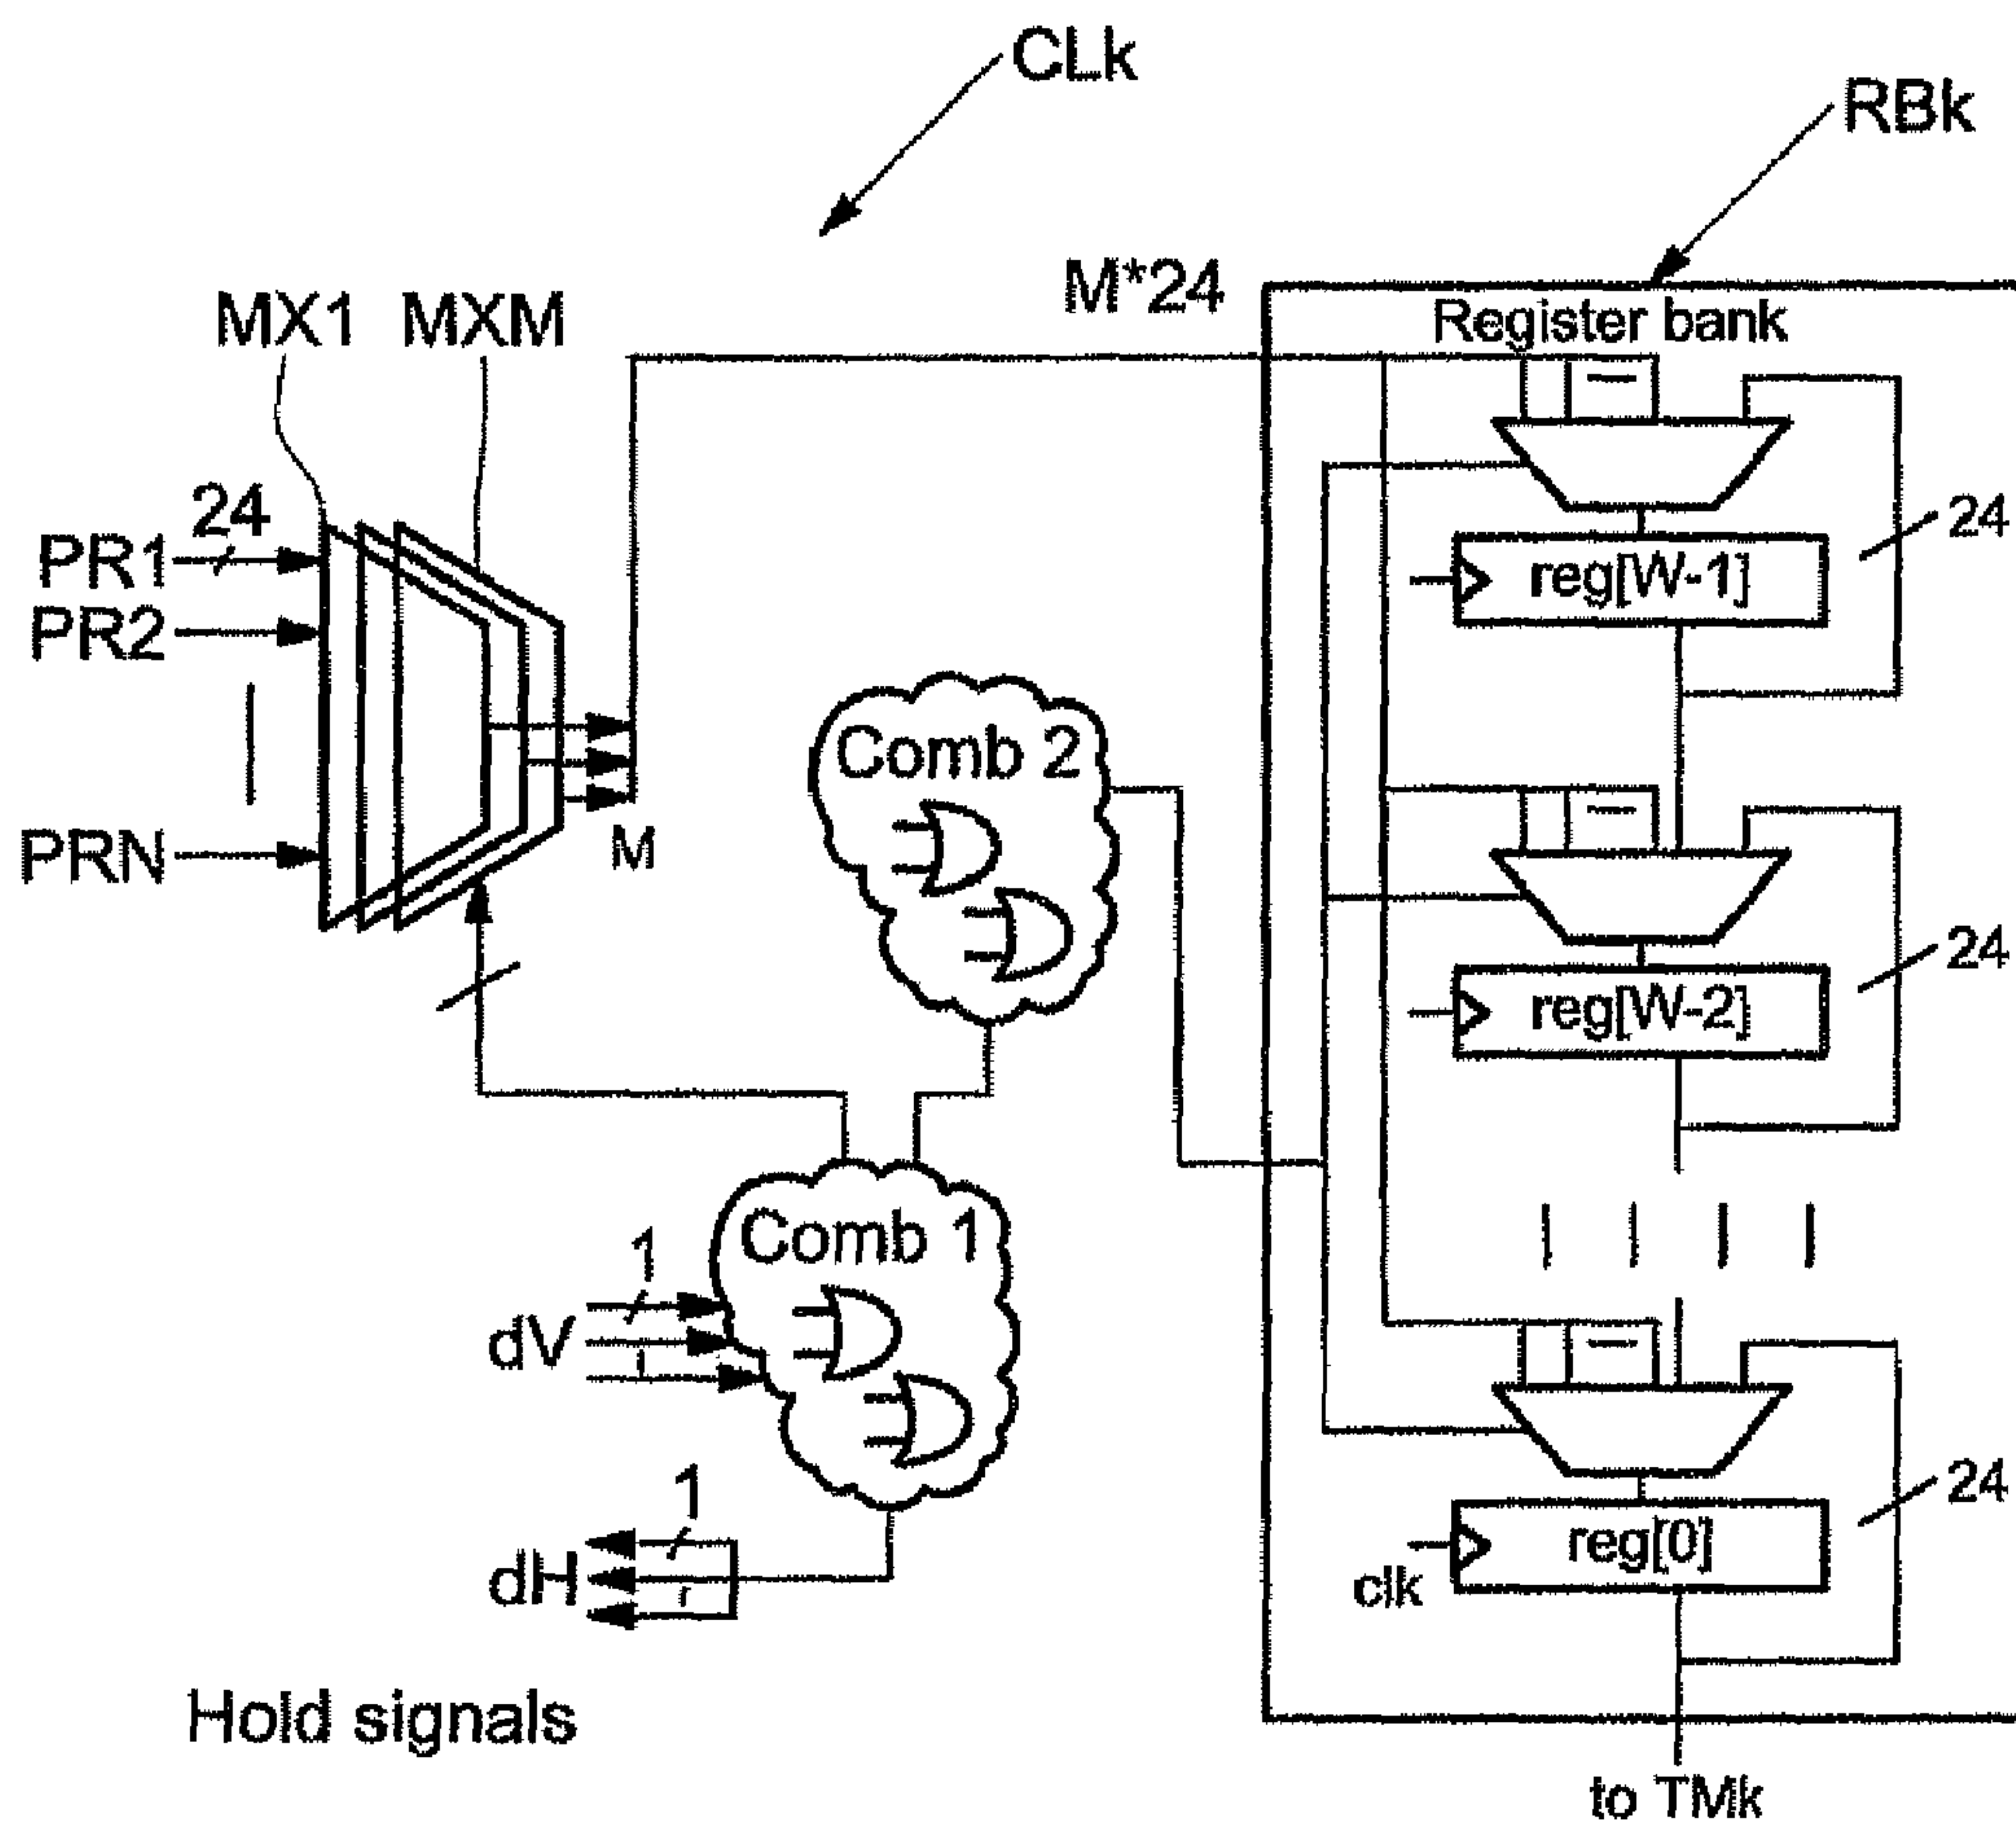 CLk
RBk
M*24
MX1 MXM
Register bank
24
PR1
PR2
PRN
M
24
reg[W-1]
Comb 2
24
reg[W-2]
Comb 1
1
dV
1
dH
24
reg[0]
clk
Hold signals
to TMk